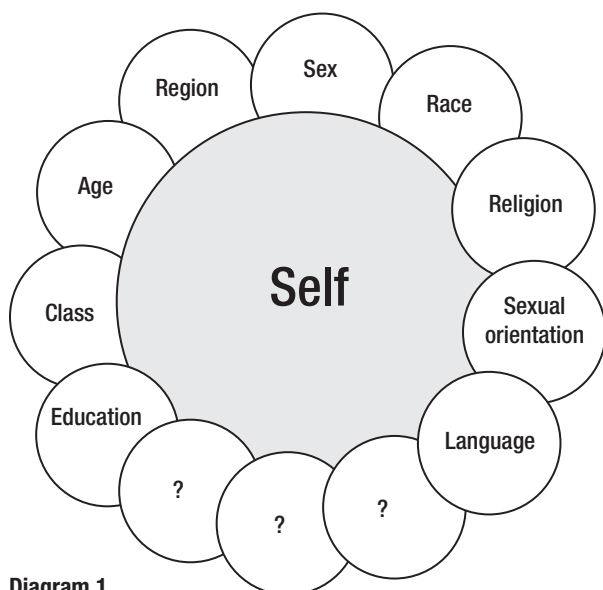 Sex
Region
Race
Age
Religion
Self
Class
Sexual
orientation
Education
Language
?
?
?
Diagram 1